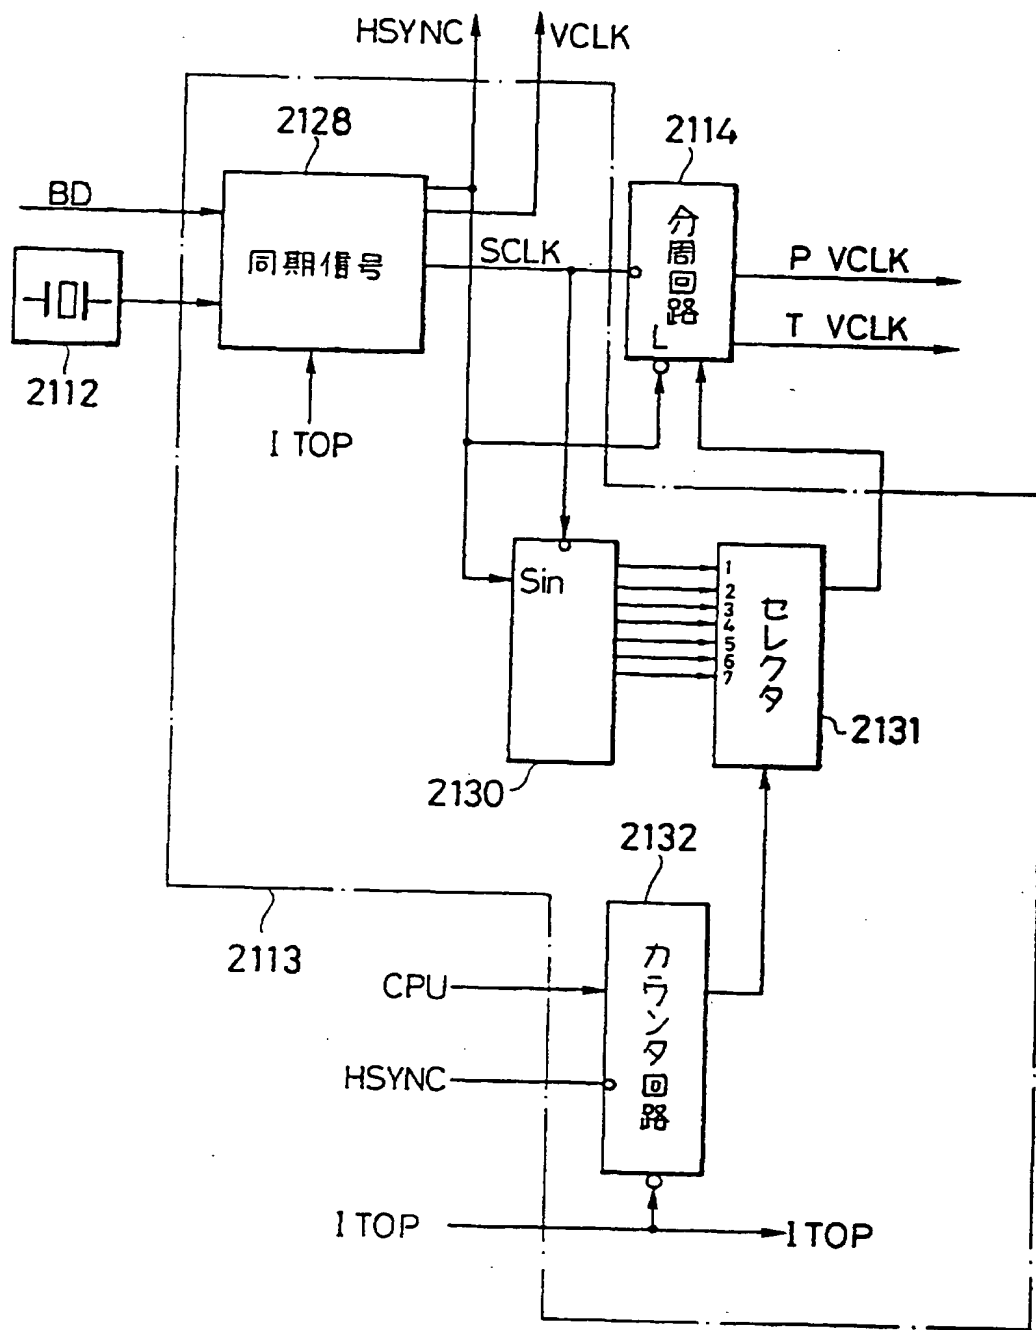 HSYNC
VCLK
2128
2114
BD
同期信号
SCLK
分周回路
L
P VCLK
T VCLK
2112
I TOP
Sin
1
2
3
4
5
6
7
セレクタ
2131
2130
2132
2113
CPU
カウンタ回路
HSYNC
I TOP
I TOP